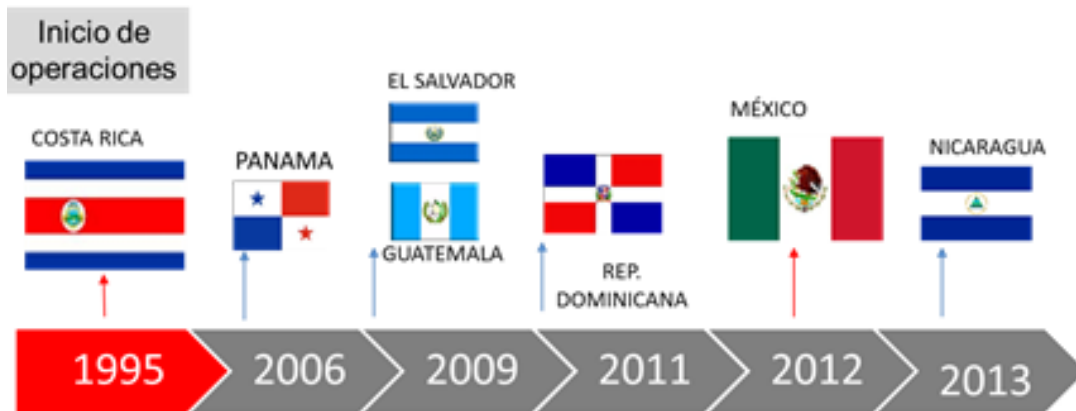 Inicio de
operaciones
COSTA RICA
PANAMA
EL SALVADOR
GUATEMALA
REP.
DOMINICANA
MÉXICO
NICARAGUA
1995
2006
2009
2011
2012
2013